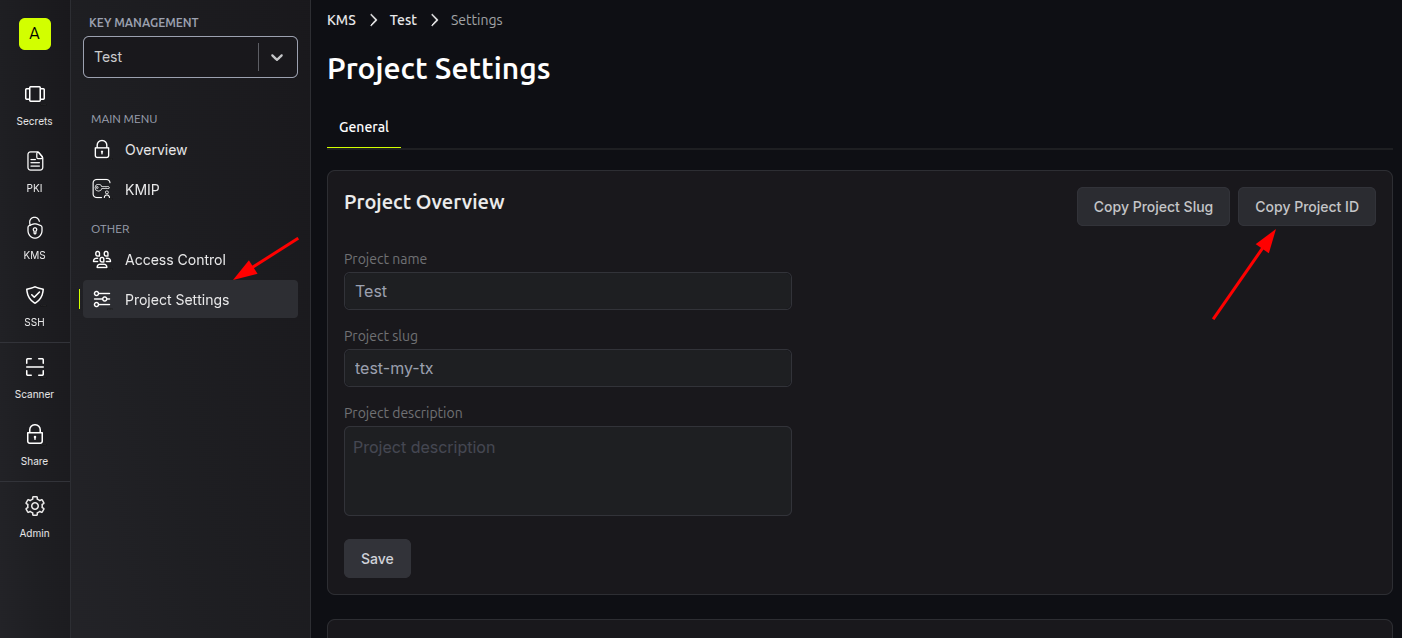 A
Secrets
PKI
KMS
SSH
Scanner
Share
Admin
KEY MANAGEMENT
Test
MAIN MENU
Overview
KMIP
OTHER
Access Control
Project Settings
KMS > Test > Settings
Project Settings
General
Project Overview
Copy Project Slug
Copy Project ID
Project name
Test
Project slug
test-my-tx
Project description
Project description
Save